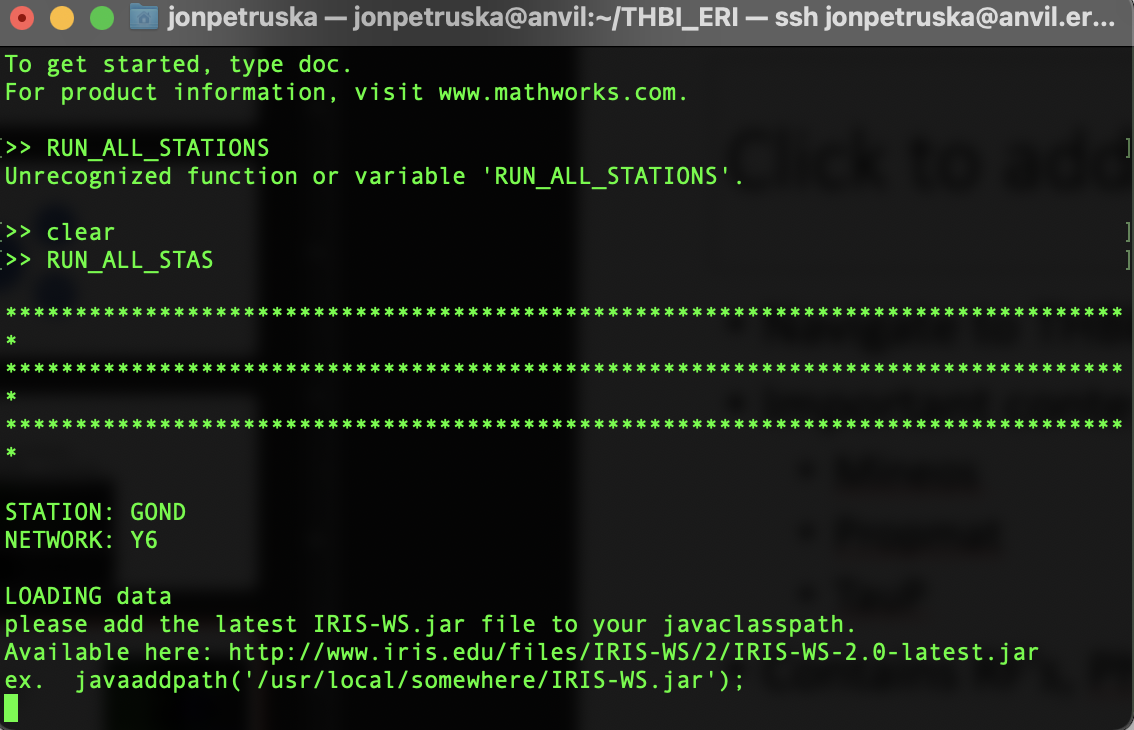 jonpetruska — jonpetruska@anvil:~/THBI_ERI — ssh jonpetruska@anvil.er...
To get started, type doc.
For product information, visit www.mathworks.com.
[>> RUN_ALL_STATIONS ]
Unrecognized function or variable 'RUN_ALL_STATIONS'.
[>> clear ]
[>> RUN_ALL_STAS ]
********************************************************************************
*
********************************************************************************
*
********************************************************************************
*
STATION: GOND
NETWORK: Y6
LOADING data
please add the latest IRIS-WS.jar file to your javaclasspath.
Available here: http://www.iris.edu/files/IRIS-WS/2/IRIS-WS-2.0-latest.jar
ex.  javaaddpath('/usr/local/somewhere/IRIS-WS.jar');
Click to add